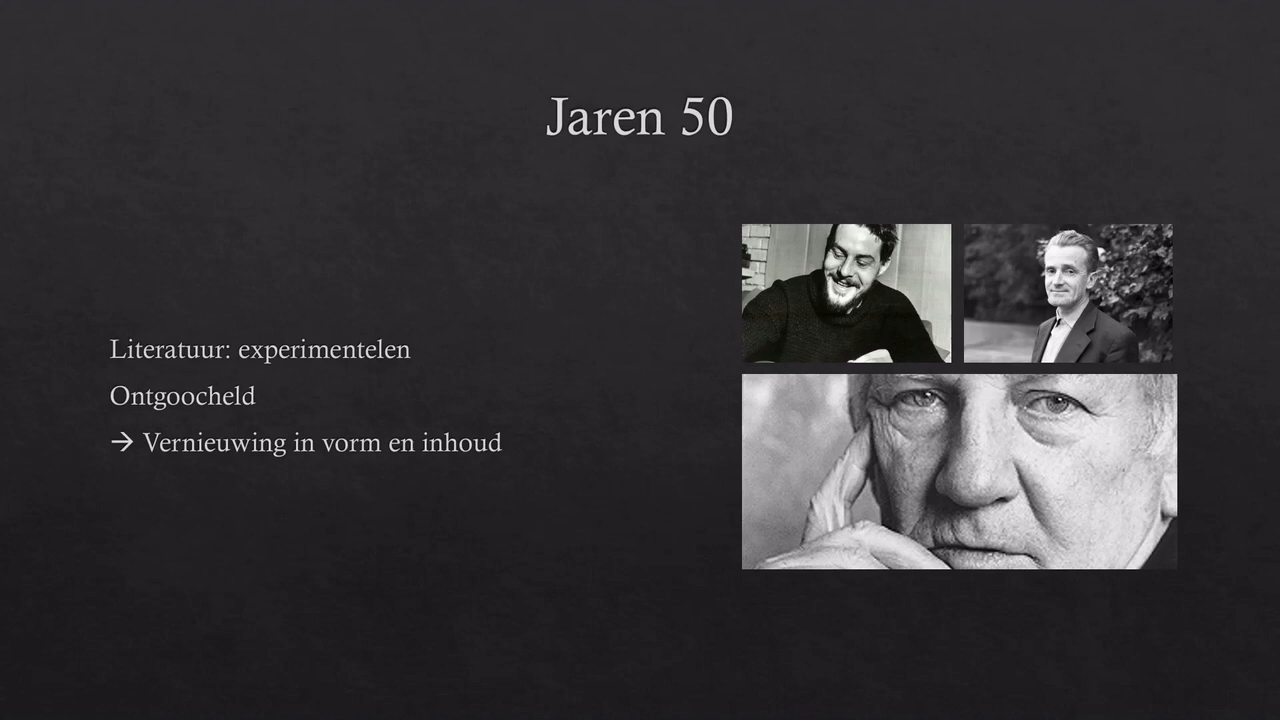 Jaren 50
Literatuur: experimentelen
Ontgoocheld
→ Vernieuwing in vorm en inhoud